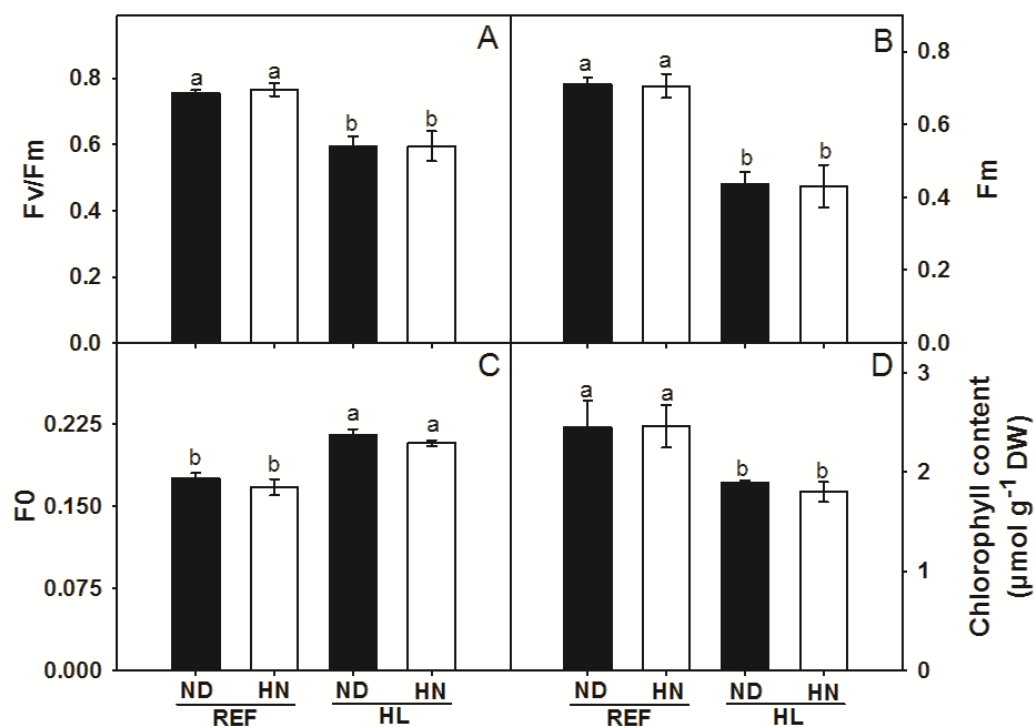 A
B
0.8
0.6
0.4
0.2
0.0
Fv/Fm
a
a
b
b
a
a
b
b
0.8
0.6
0.4
0.2
0.0
Fm
C
D
0.225
0.150
0.075
0.000
F0
b
b
a
a
a
a
b
b
3
2
1
0
Chlorophyll content
(µmol g⁻¹ DW)
ND HN ND HN ND HN ND HN
REF HL REF HL